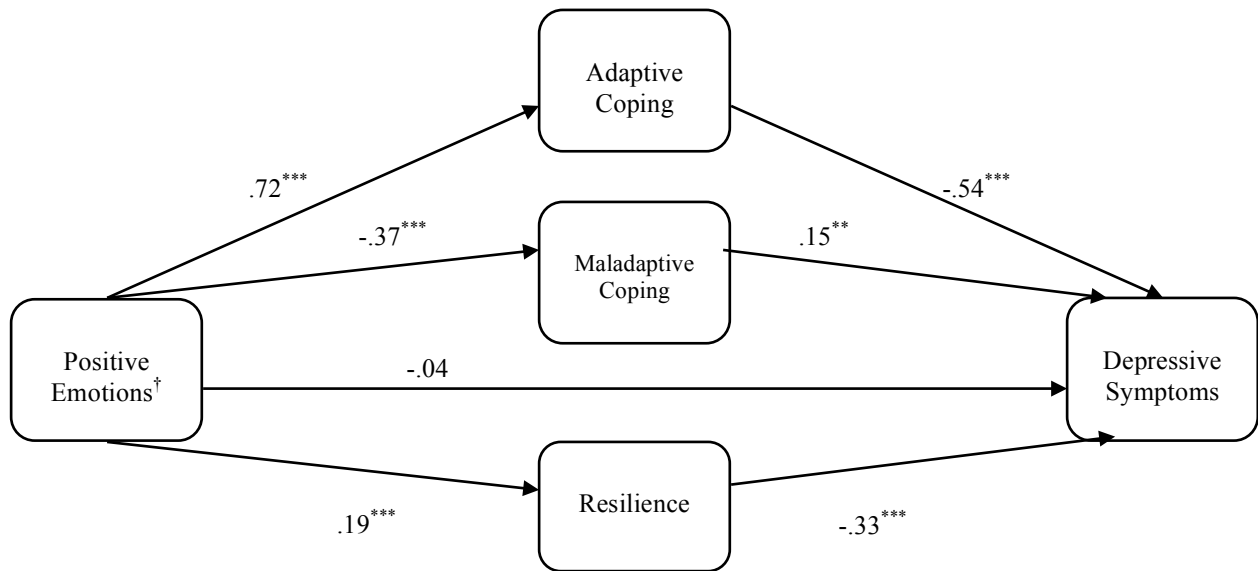 Adaptive
Coping
.72***
-.54***
-.37***
.15**
Maladaptive
Coping
Positive
Emotions†
-.04
Depressive
Symptoms
Resilience
.19***
-.33***